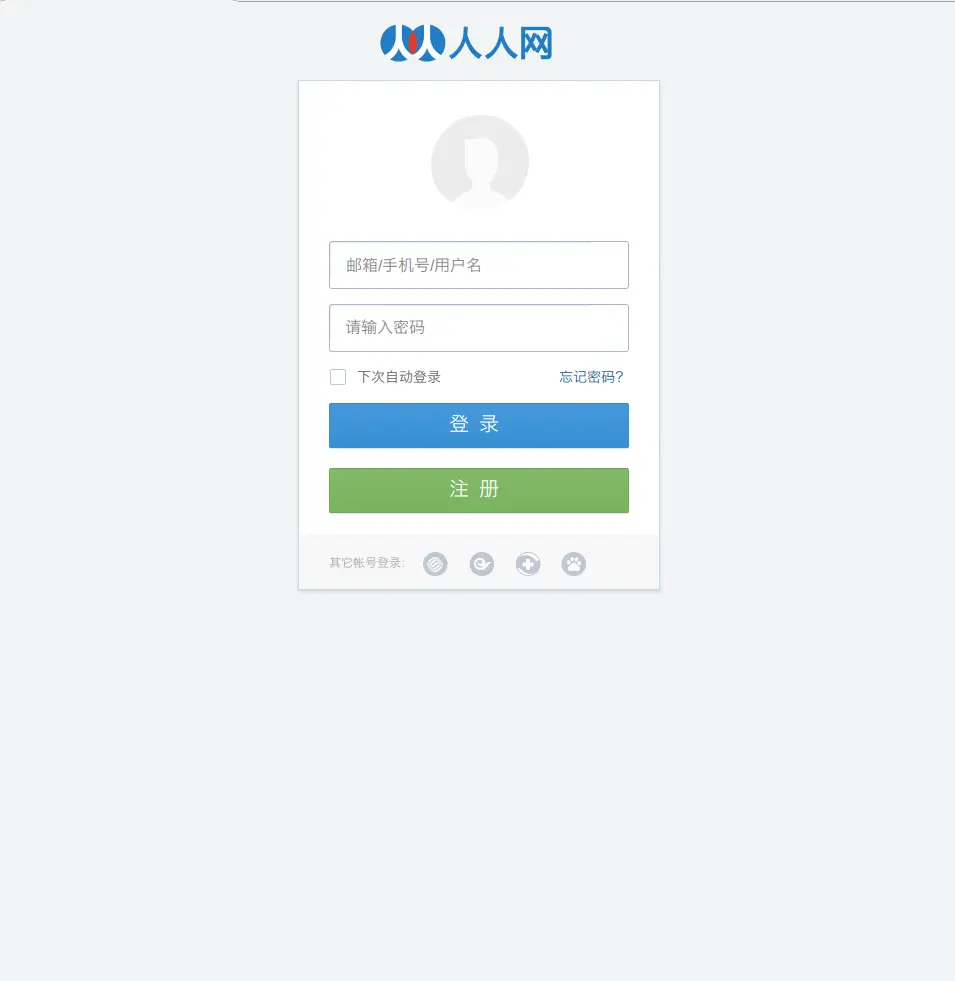 人人网
邮箱/手机号/用户名
请输入密码
下次自动登录 忘记密码?
登 录
注 册
其它帐号登录: